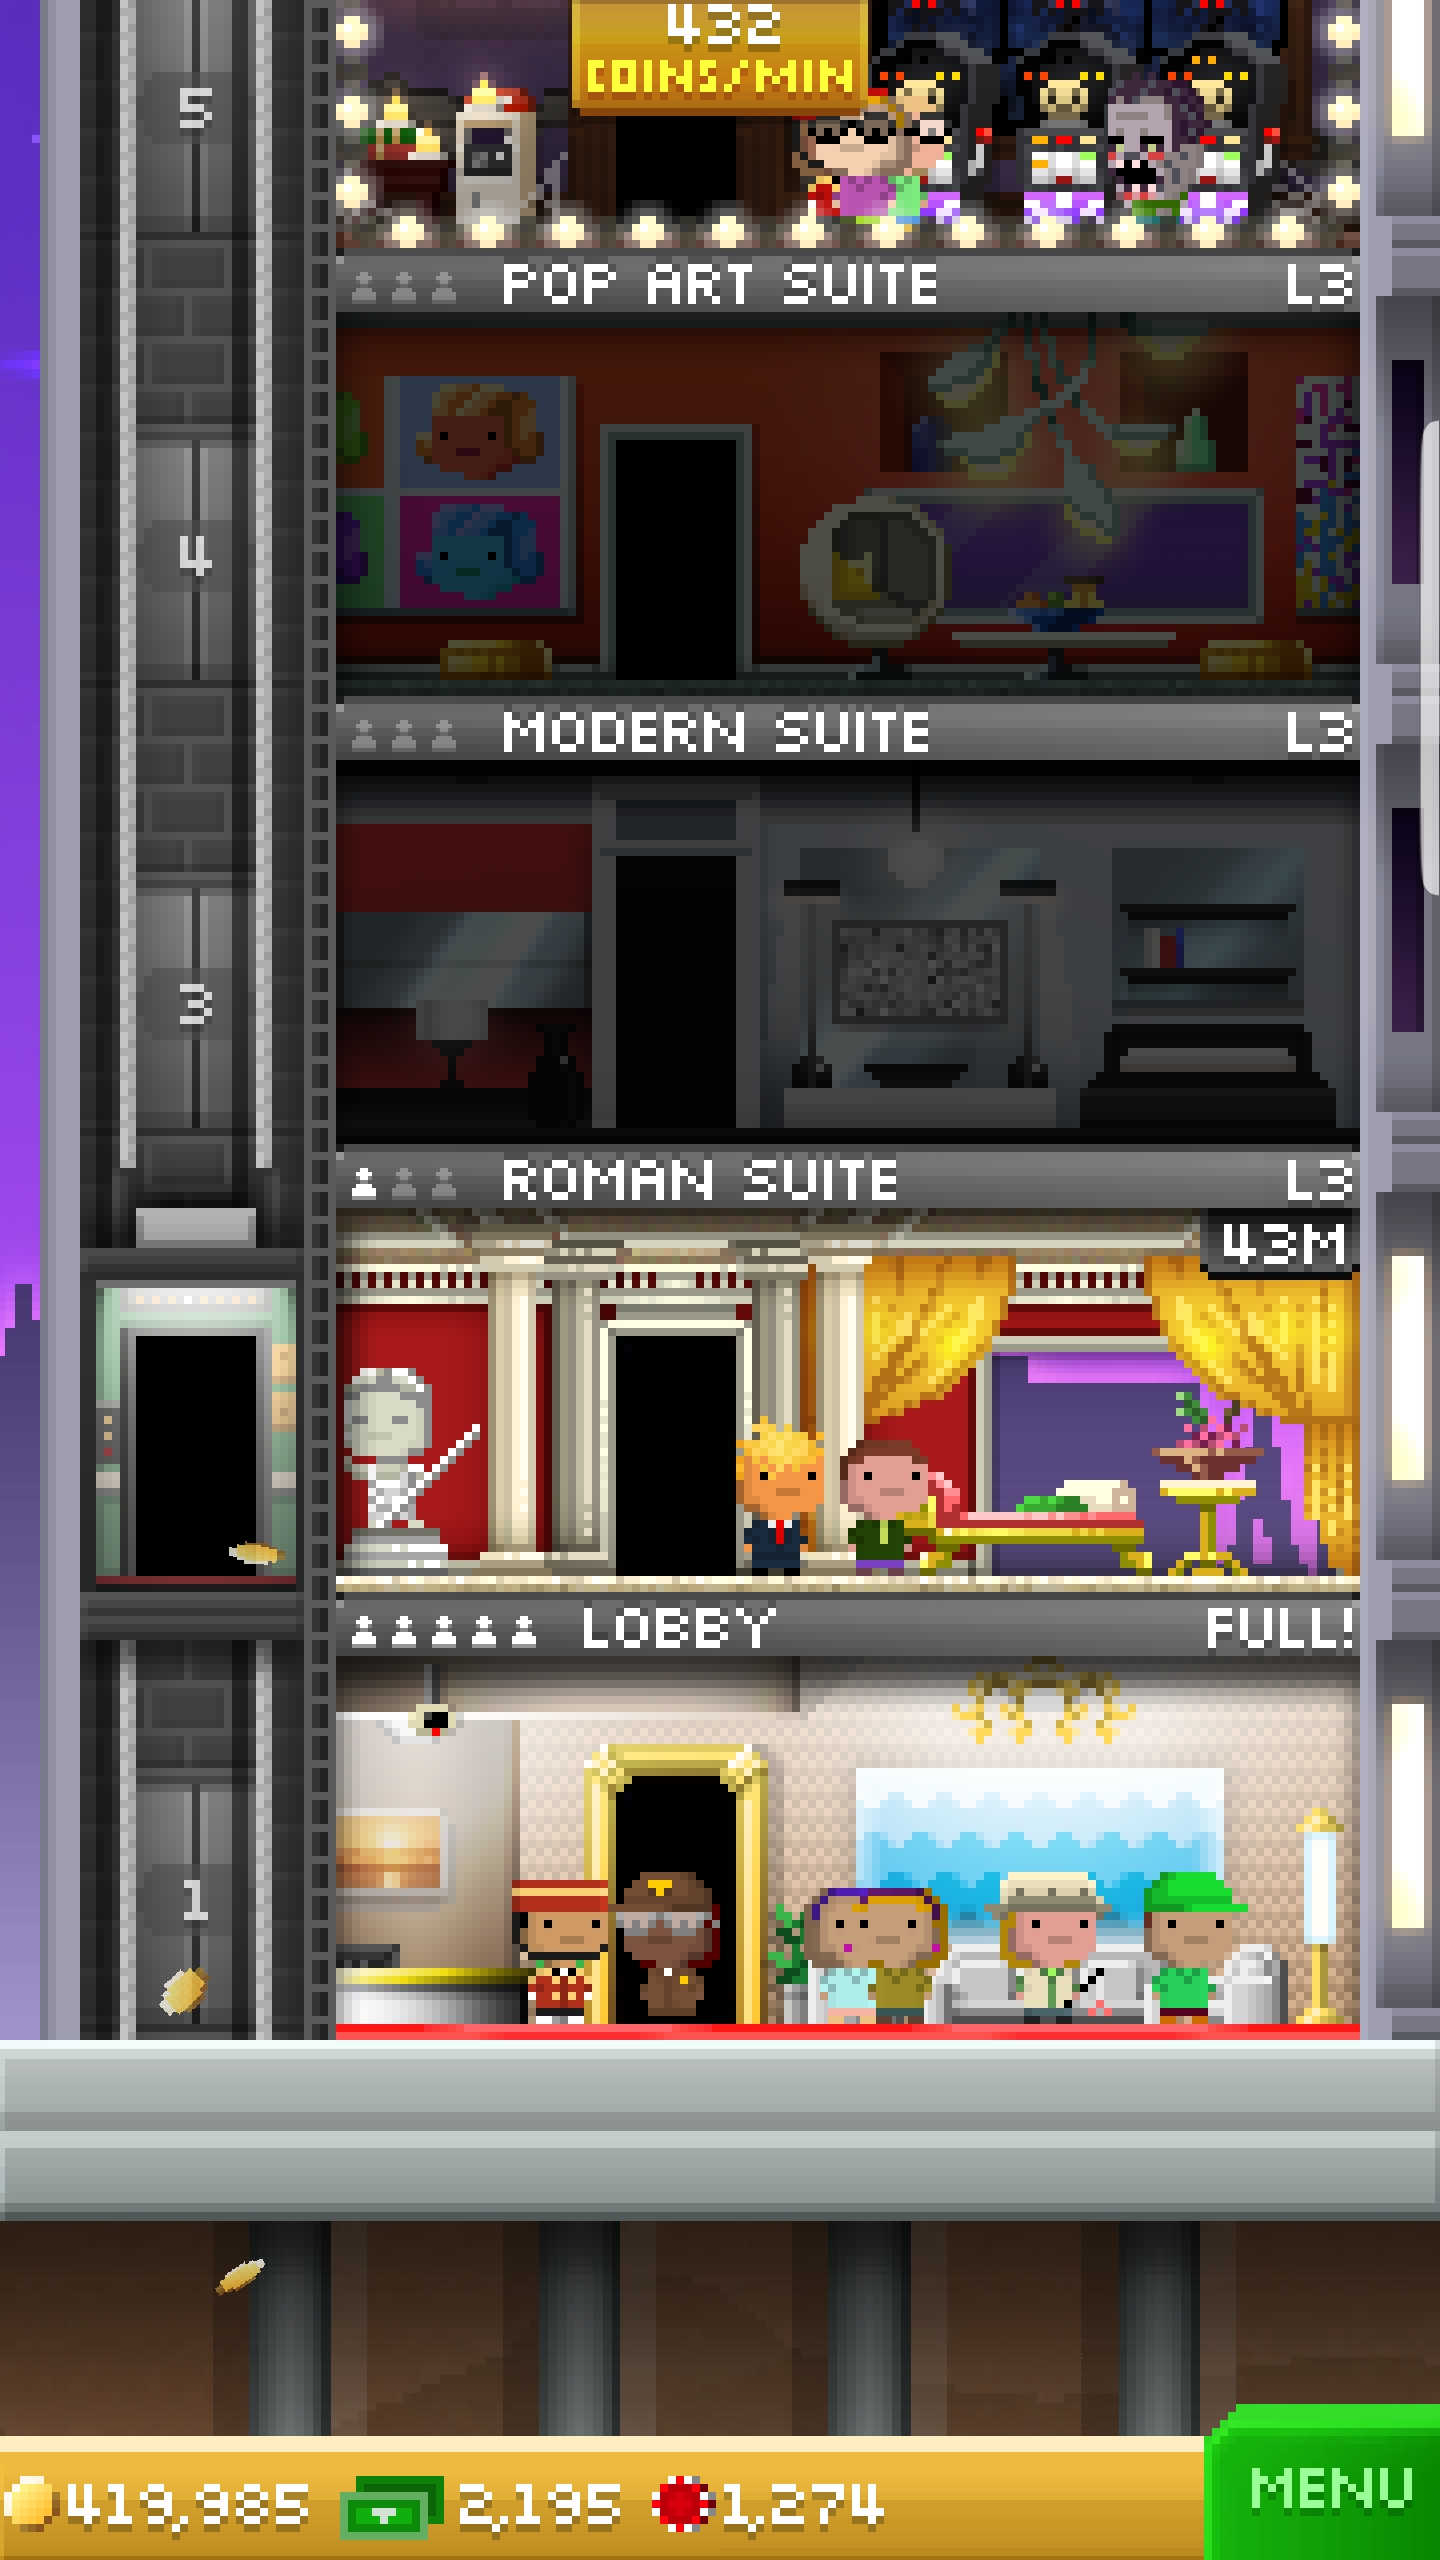 432
COINS/MIN
5
POP ART SUITE L3
4
MODERN SUITE L3
3
ROMAN SUITE L3
43M
LOBBY FULL!
1
419,985 2,195 1,274
MENU